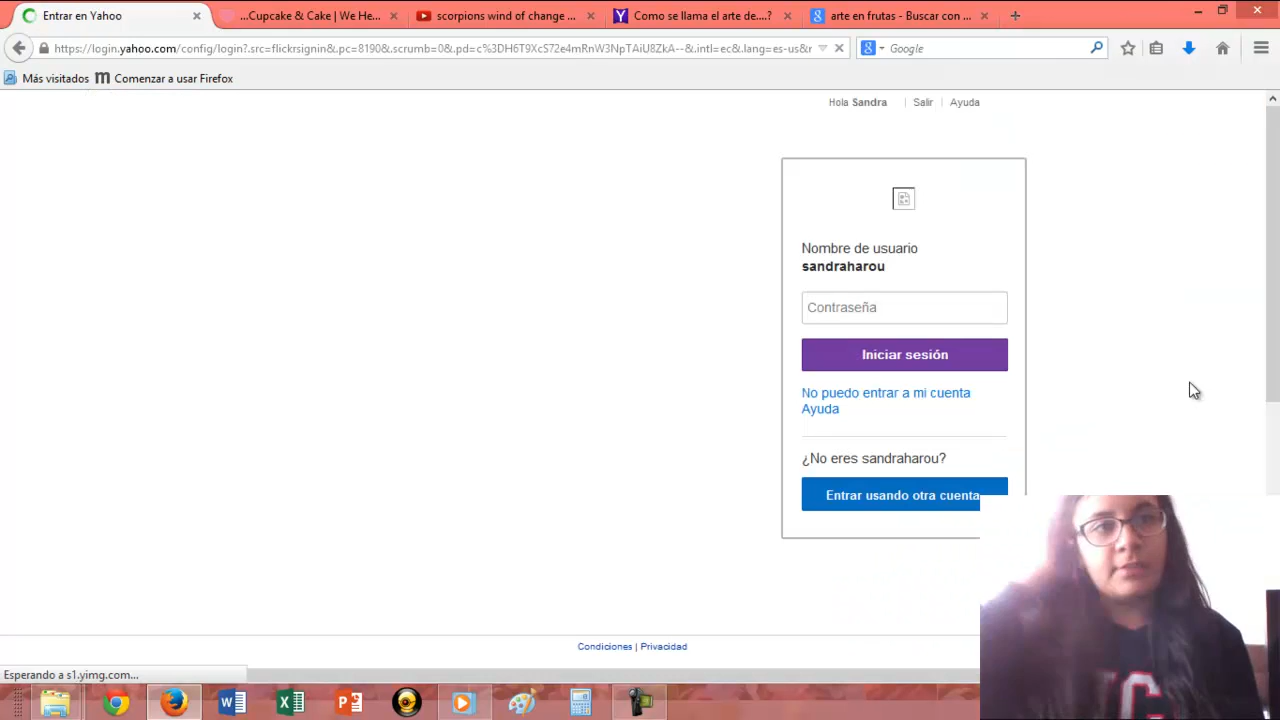 Entrar en Yahoo
...Cupcake & Cake | We He...
scorpions wind of change ...
Como se llama el arte de....?
arte en frutas - Buscar con ...
https://login.yahoo.com/config/login?.src=flickrsignin&.pc=8190&.scrumb=0&.pd=c%3DH6T9XcS72e4mRnW3NpTAiU8ZkA--&.intl=ec&.lang=es-us&r
Google
Más visitados
Comenzar a usar Firefox
Hola Sandra | Salir | Ayuda
Nombre de usuario
sandraharou
Contraseña
Iniciar sesión
No puedo entrar a mi cuenta
Ayuda
¿No eres sandraharou?
Entrar usando otra cuenta
Condiciones | Privacidad
Esperando a s1.yimg.com...